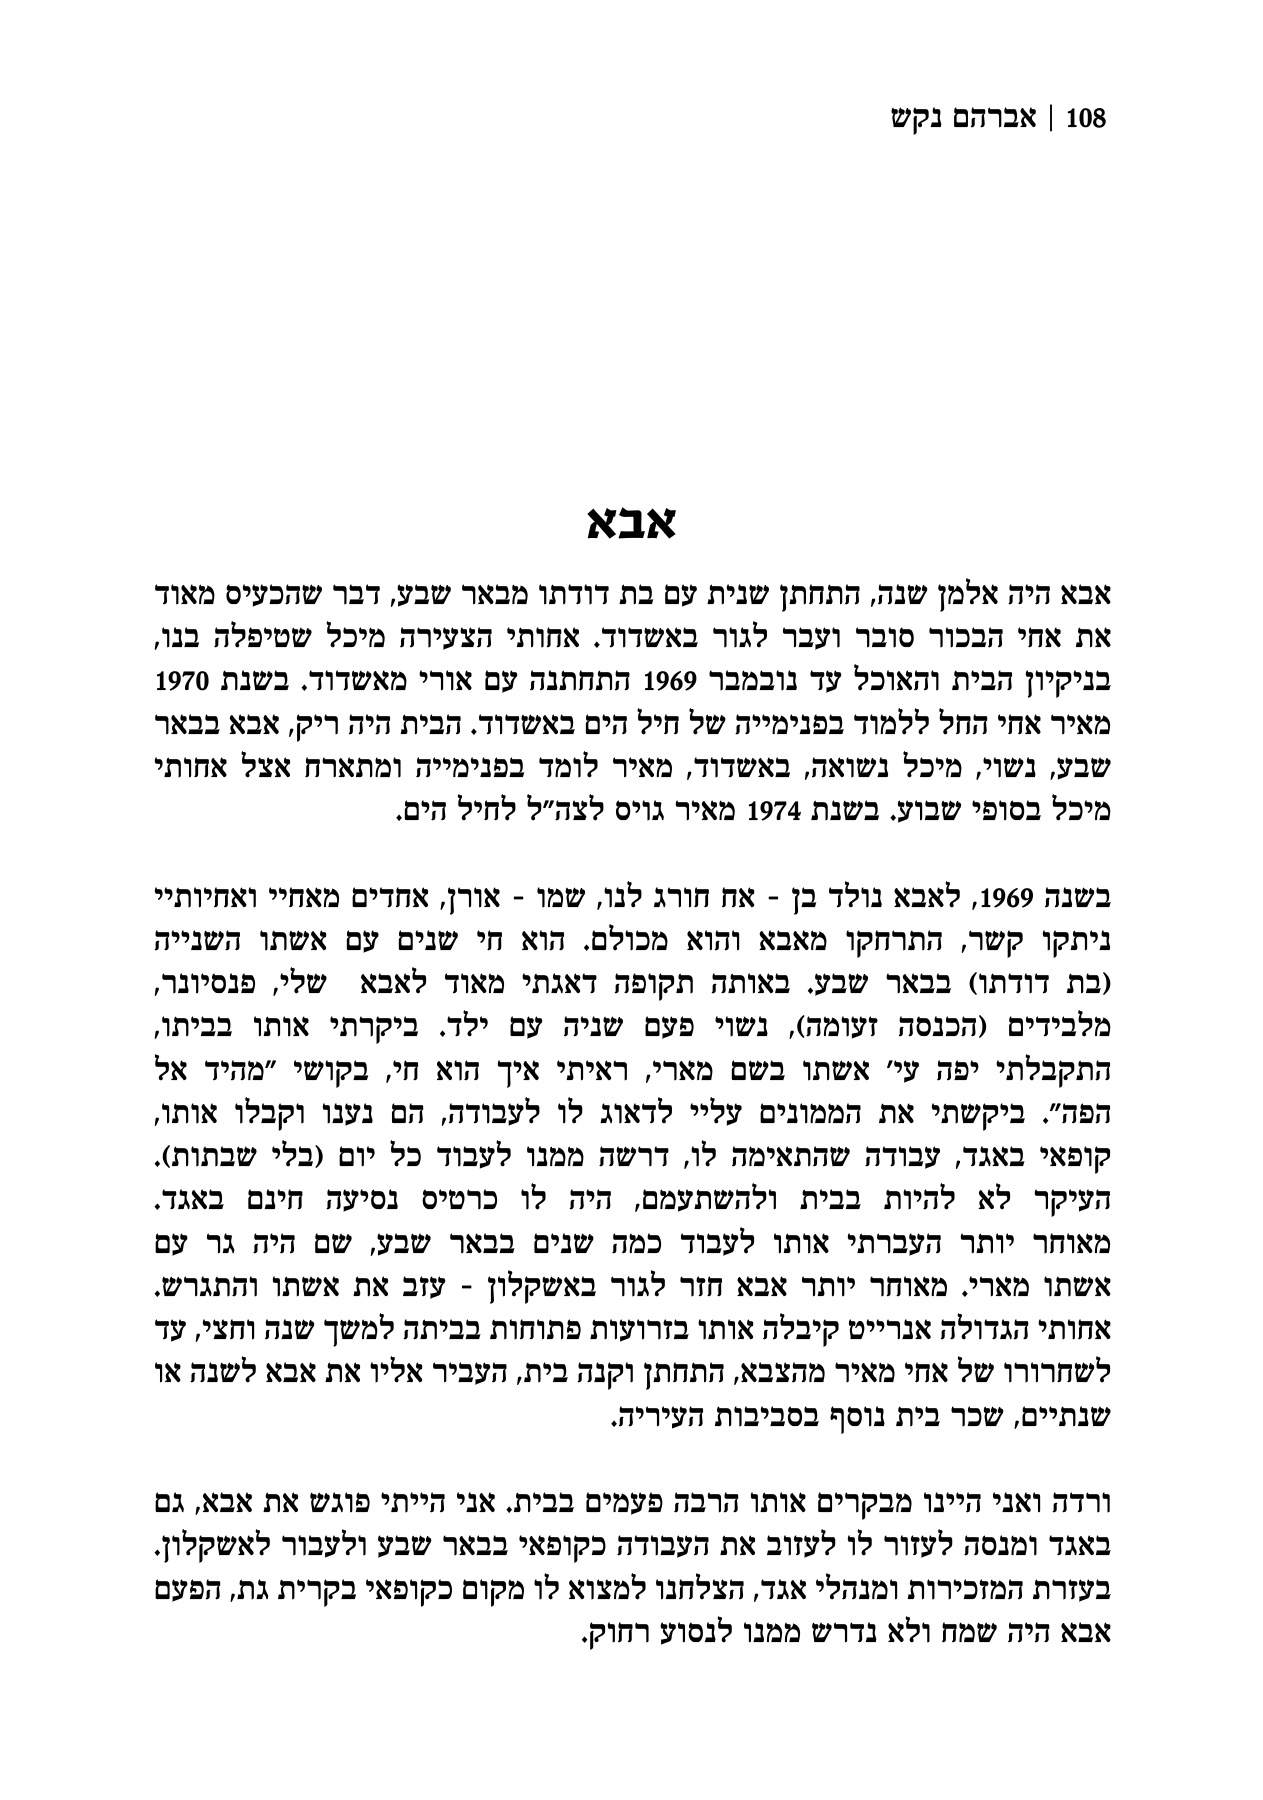 108 | אברהם נקש
אבא
אבא היה אלמן שנה, התחתן שנית עם בת דודתו מבאר שבע, דבר שהכעיס מאוד
את אחי הבכור סובר ועבר לגור באשדוד. אחותי הצעירה מיכל שטיפלה בנו,
בניקיון הבית והאוכל עד נובמבר 1969 התחתנה עם אורי מאשדוד. בשנת 1970
מאיר אחי החל ללמוד בפנימייה של חיל הים באשדוד. הבית היה ריק, אבא בבאר
שבע, נשוי, מיכל נשואה, באשדוד, מאיר לומד בפנימייה ומתארח אצל אחותי
מיכל בסופי שבוע. בשנת 1974 מאיר גויס לצה"ל לחיל הים.
בשנה 1969, לאבא נולד בן - אח חורג לנו, שמו - אורן, אחדים מאחיי ואחיותיי
ניתקו קשר, התרחקו מאבא והוא מכולם. הוא חי שנים עם אשתו השנייה
(בת דודתו) בבאר שבע. באותה תקופה דאגתי מאוד לאבא שלי, פנסיונר,
מלבידים (הכנסה זעומה), נשוי פעם שניה עם ילד. ביקרתי אותו בביתו,
התקבלתי יפה עי' אשתו בשם מארי, ראיתי איך הוא חי, בקושי "מהיד אל
הפה". ביקשתי את הממונים עליי לדאוג לו לעבודה, הם נענו וקבלו אותו,
קופאי באגד, עבודה שהתאימה לו, דרשה ממנו לעבוד כל יום (בלי שבתות).
העיקר לא להיות בבית ולהשתעמם, היה לו כרטיס נסיעה חינם באגד.
מאוחר יותר העברתי אותו לעבוד כמה שנים בבאר שבע, שם היה גר עם
אשתו מארי. מאוחר יותר אבא חזר לגור באשקלון - עזב את אשתו והתגרש.
אחותי הגדולה אנרייט קיבלה אותו בזרועות פתוחות בביתה למשך שנה וחצי, עד
לשחרורו של אחי מאיר מהצבא, התחתן וקנה בית, העביר אליו את אבא לשנה או
שנתיים, שכר בית נוסף בסביבות העיריה.
ורדה ואני היינו מבקרים אותו הרבה פעמים בבית. אני הייתי פוגש את אבא, גם
באגד ומנסה לעזור לו לעזוב את העבודה כקופאי בבאר שבע ולעבור לאשקלון.
בעזרת המזכירות ומנהלי אגד, הצלחנו למצוא לו מקום כקופאי בקרית גת, הפעם
אבא היה שמח ולא נדרש ממנו לנסוע רחוק.